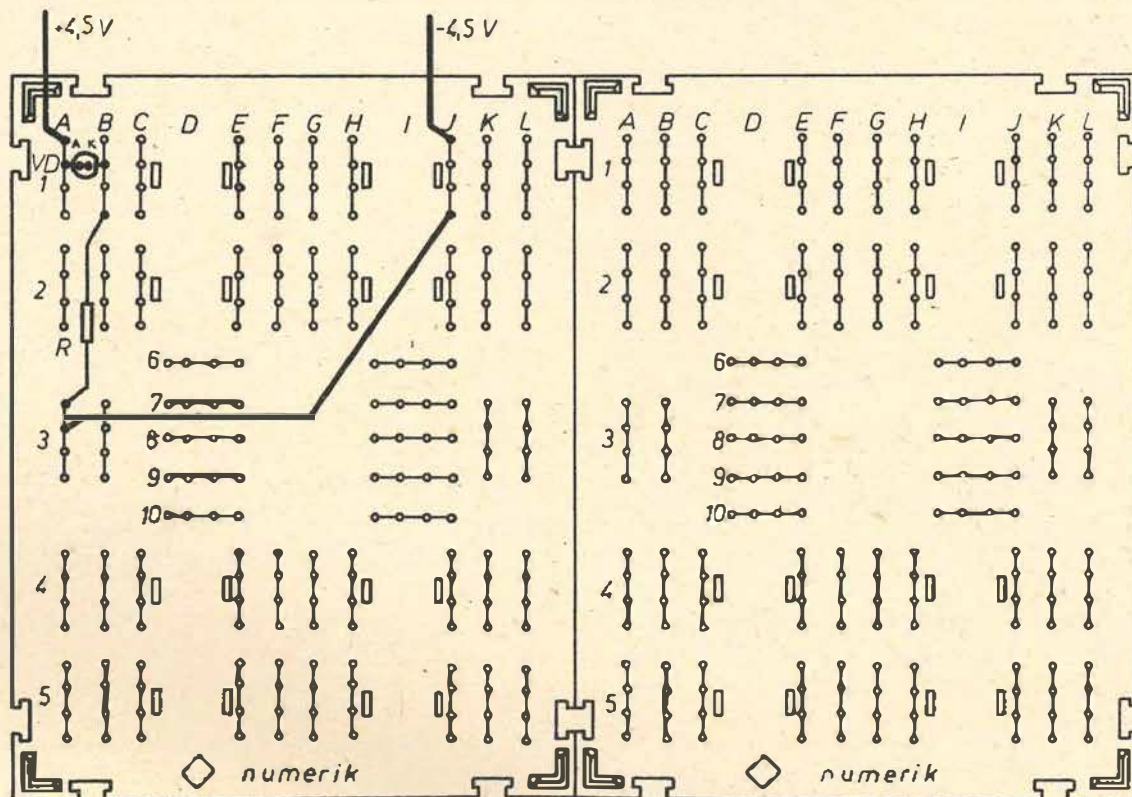 +4,5 V -4,5 V
A B C D E F G H I J K L A B C D E F G H I J K L
A K
VD
1 1
2 2
R
6 6
7 7
3 3
8 8
9 9
10 10
4 4
5 5
numerik numerik